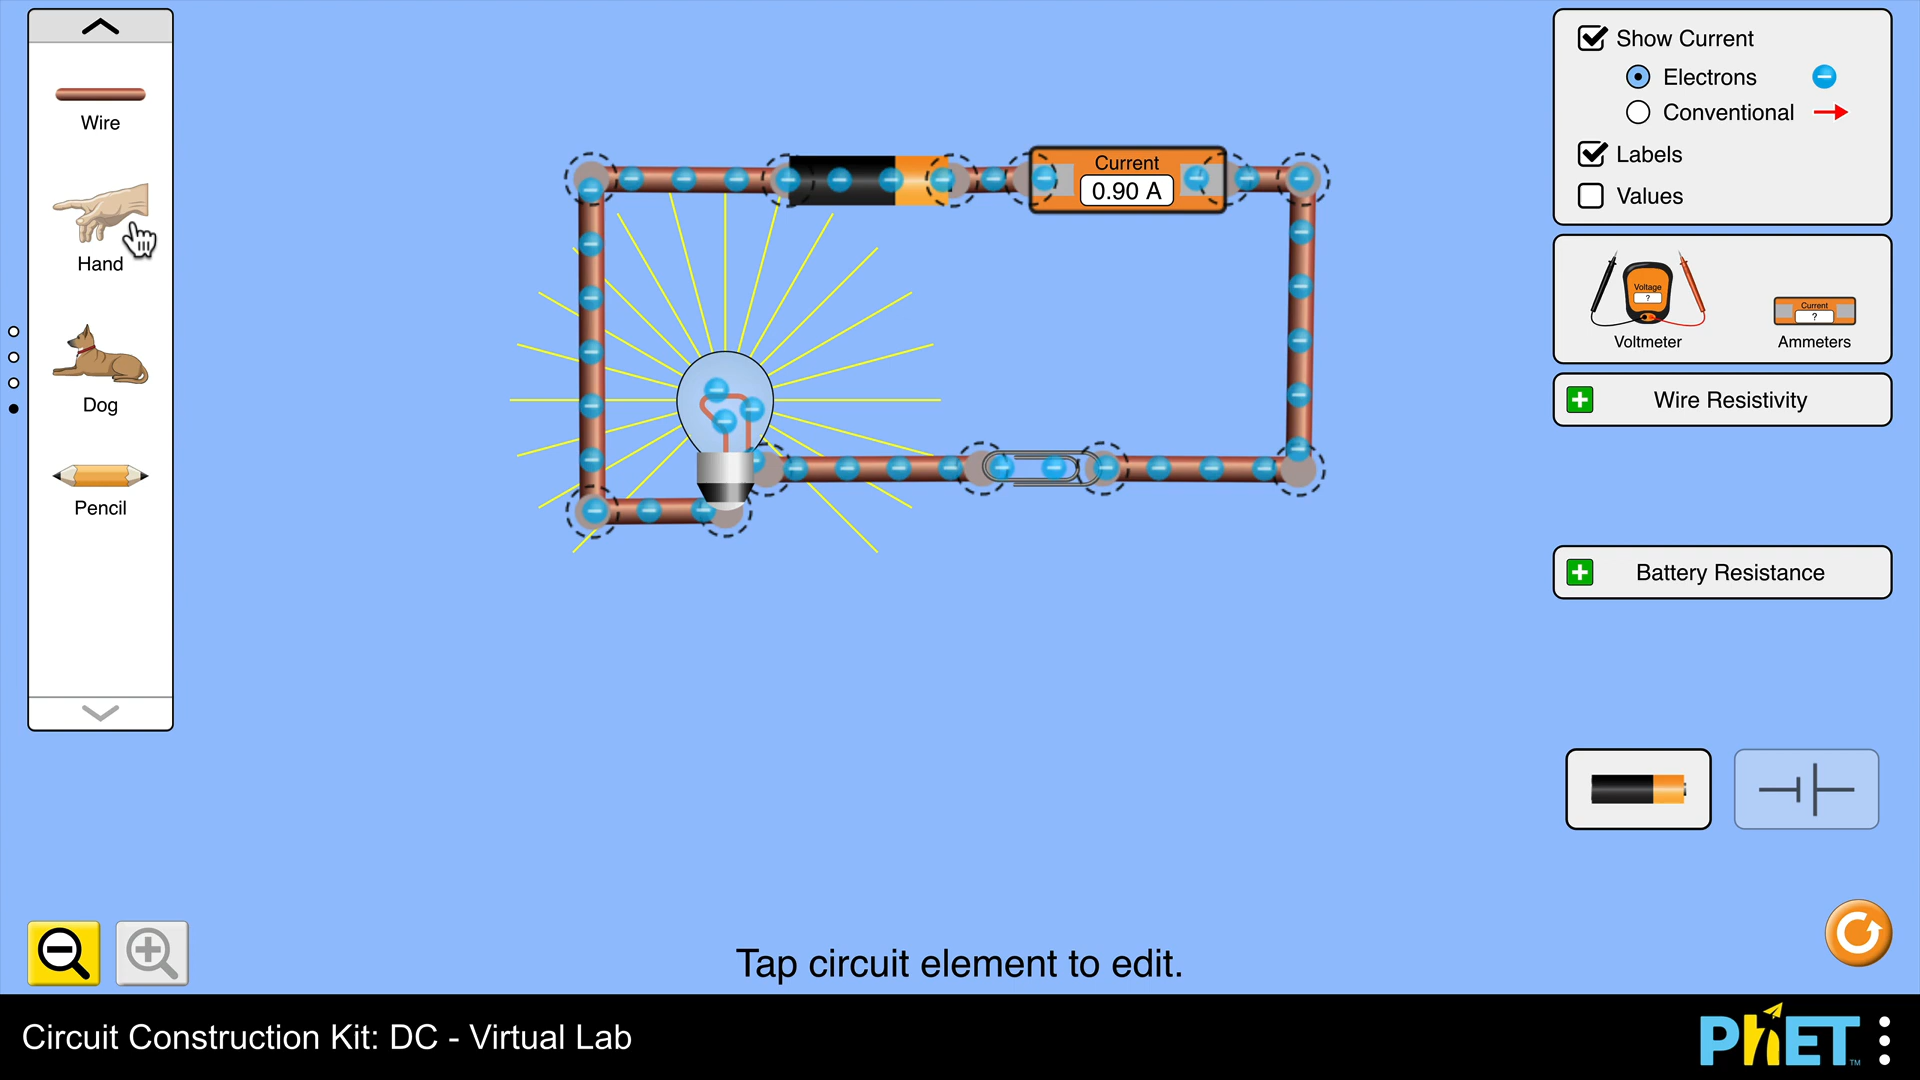 Wire
Hand
Dog
Pencil
Current
0.90 A
Show Current
Electrons
Conventional
Labels
Values
Voltage
?
Voltmeter
Current
?
Ammeters
Wire Resistivity
Battery Resistance
Tap circuit element to edit.
Circuit Construction Kit: DC - Virtual Lab
PhET™